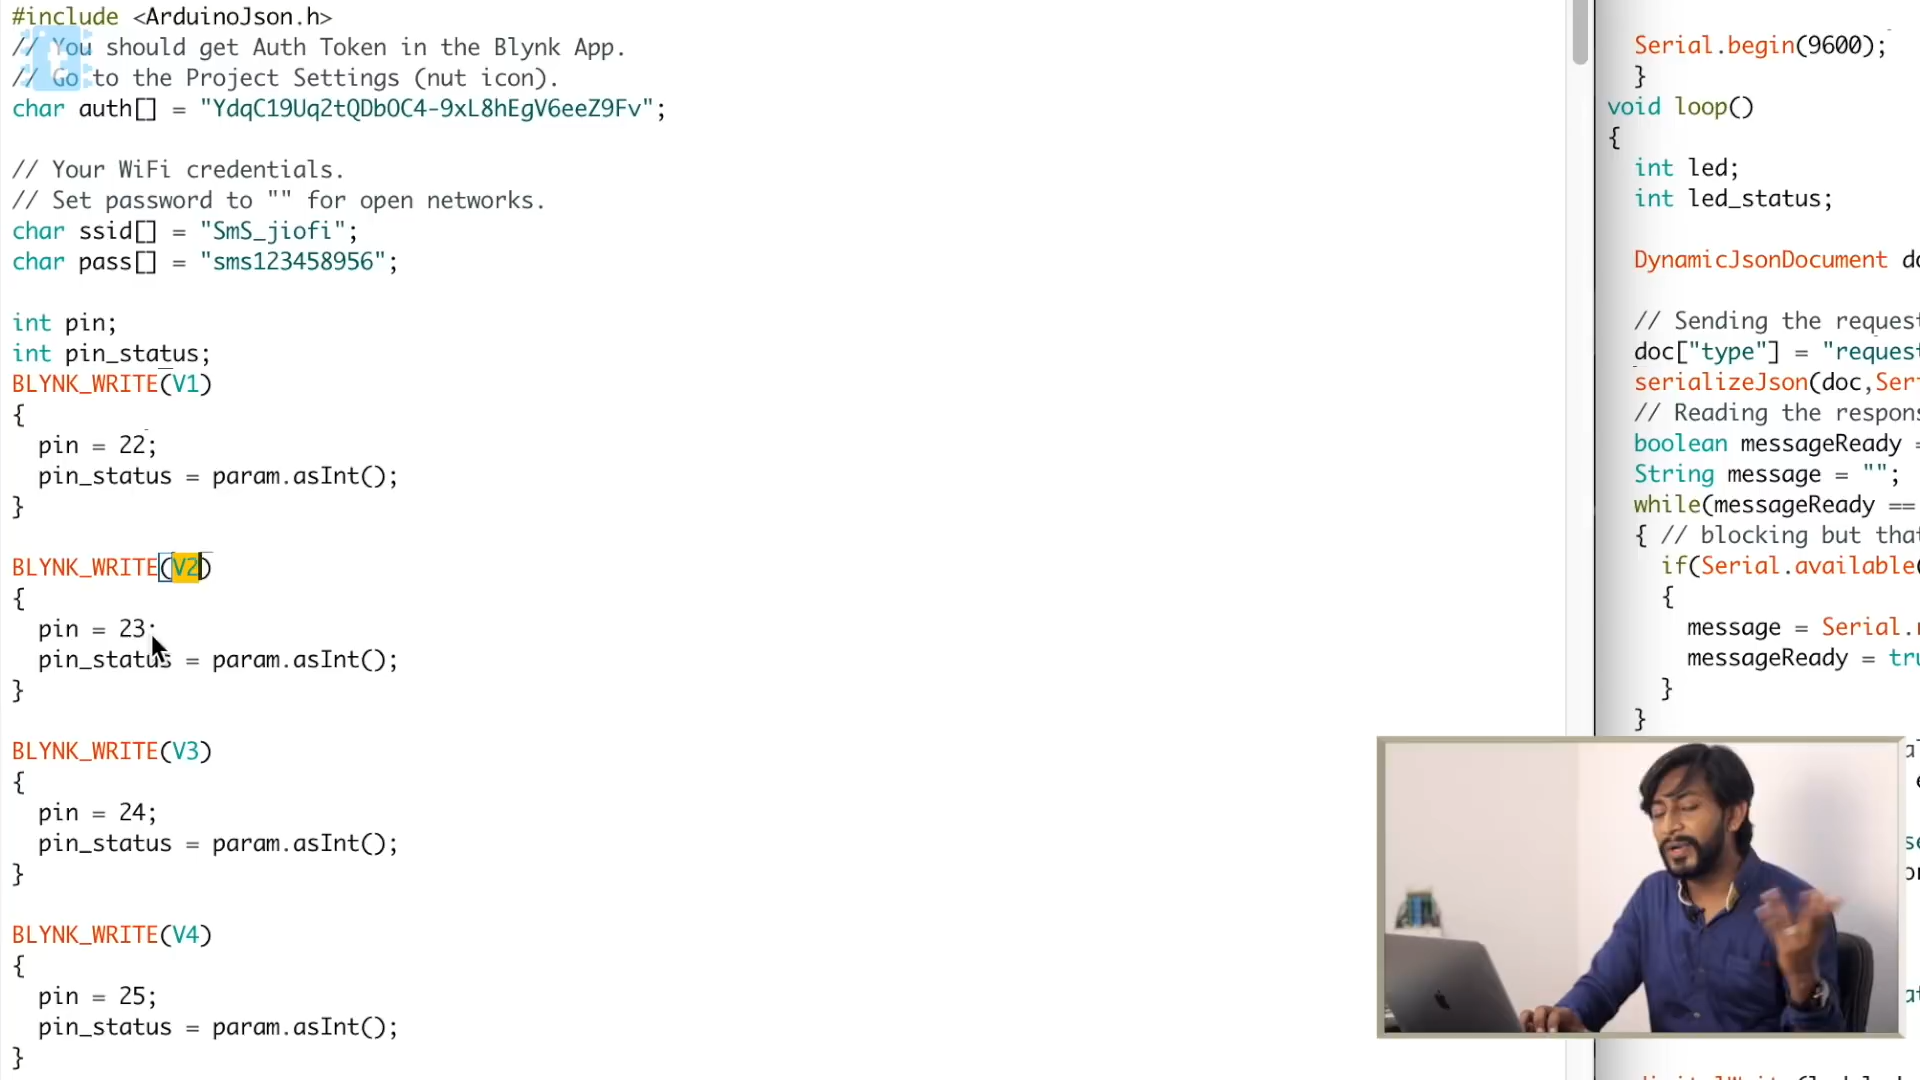 #include <ArduinoJson.h>
// You should get Auth Token in the Blynk App.
// Go to the Project Settings (nut icon).
char auth[] = "YdqC19Uq2tQDbOC4-9xL8hEgV6eeZ9Fv";
// Your WiFi credentials.
// Set password to "" for open networks.
char ssid[] = "SmS_jiofi";
char pass[] = "sms123458956";
int pin;
int pin_status;
BLYNK_WRITE(V1)
{
pin = 22;
pin_status = param.asInt();
}
BLYNK_WRITE(V2)
{
pin = 23;
pin_status = param.asInt();
}
BLYNK_WRITE(V3)
{
pin = 24;
pin_status = param.asInt();
}
BLYNK_WRITE(V4)
{
pin = 25;
pin_status = param.asInt();
}
Serial.begin(9600);
}
void loop()
{
int led;
int led_status;
DynamicJsonDocument do
// Sending the request
doc["type"] = "request
serializeJson(doc,Ser
// Reading the respons
boolean messageReady =
String message = "";
while(messageReady ==
{ // blocking but that
if(Serial.available(
{
message = Serial.r
messageReady = tru
}
}